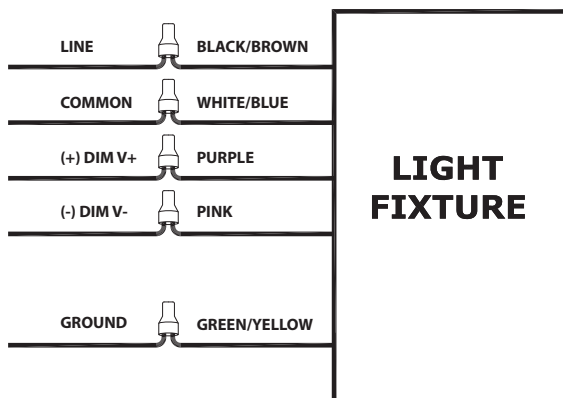 LINE BLACK/BROWN
COMMON WHITE/BLUE
(+) DIM V+ PURPLE
(-) DIM V- PINK
GROUND GREEN/YELLOW
LIGHT
FIXTURE